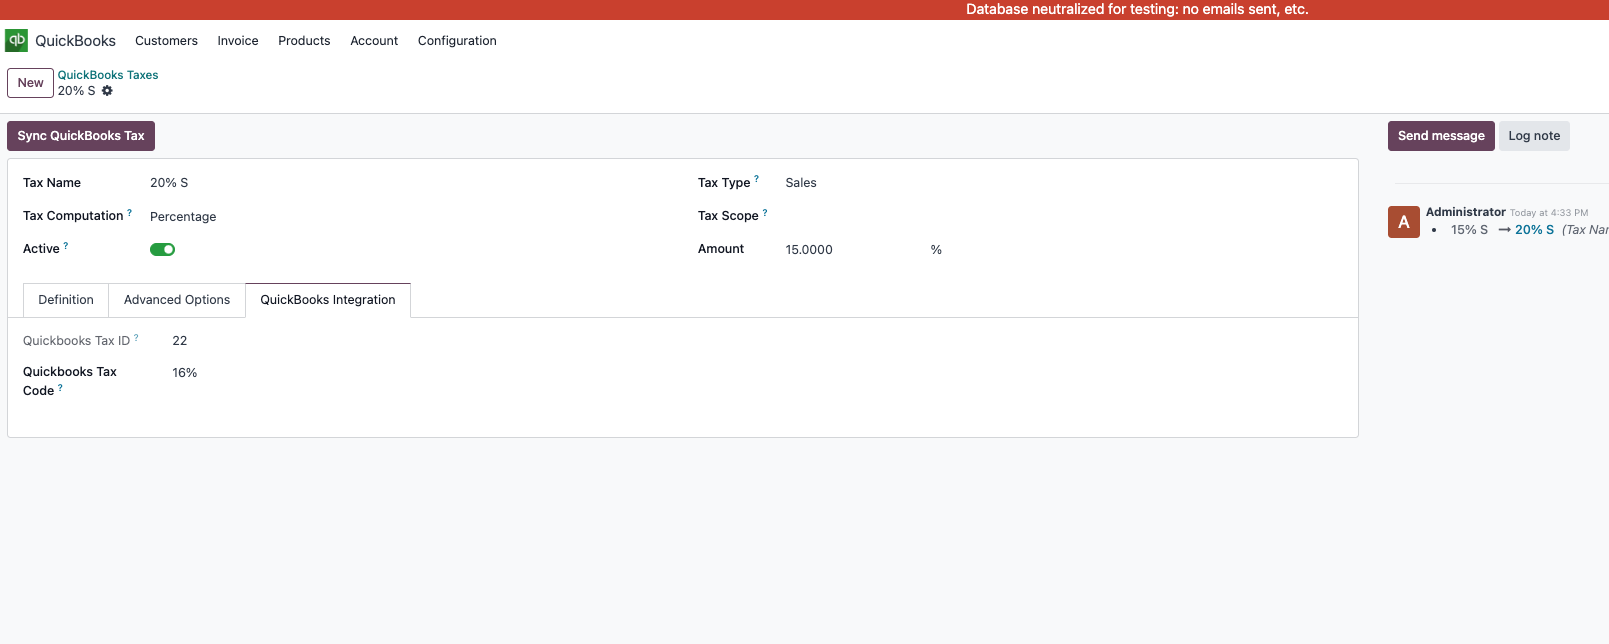 Database neutralized for testing: no emails sent, etc.
qb QuickBooks Customers Invoice Products Account Configuration
New
QuickBooks Taxes
20% S
Sync QuickBooks Tax
Send message Log note
Tax Name 20% S
Tax Type ? Sales
Tax Computation ? Percentage
Tax Scope ?
Active ?
Amount 15.0000 %
Definition Advanced Options QuickBooks Integration
Quickbooks Tax ID ? 22
Quickbooks Tax
Code ? 16%
A
Administrator Today at 4:33 PM
• 15% S → 20% S (Tax Nar